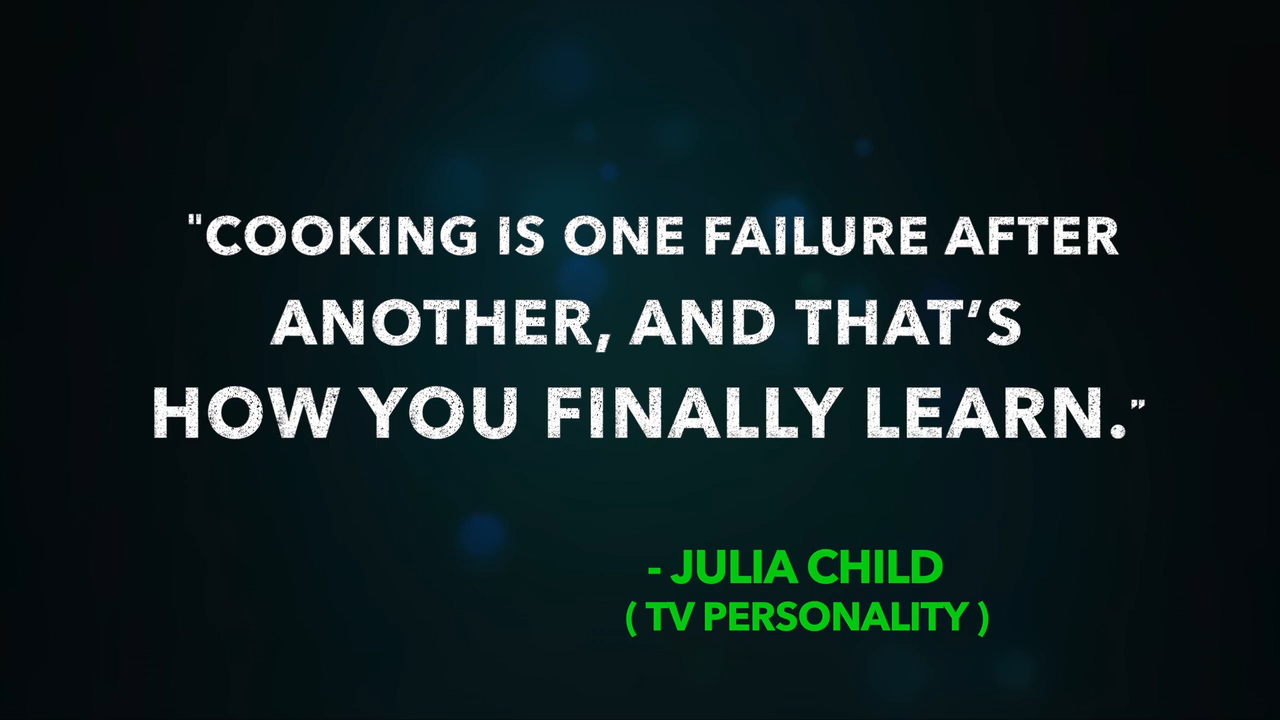 "COOKING IS ONE FAILURE AFTER
ANOTHER, AND THAT’S
HOW YOU FINALLY LEARN.”
- JULIA CHILD
( TV PERSONALITY )